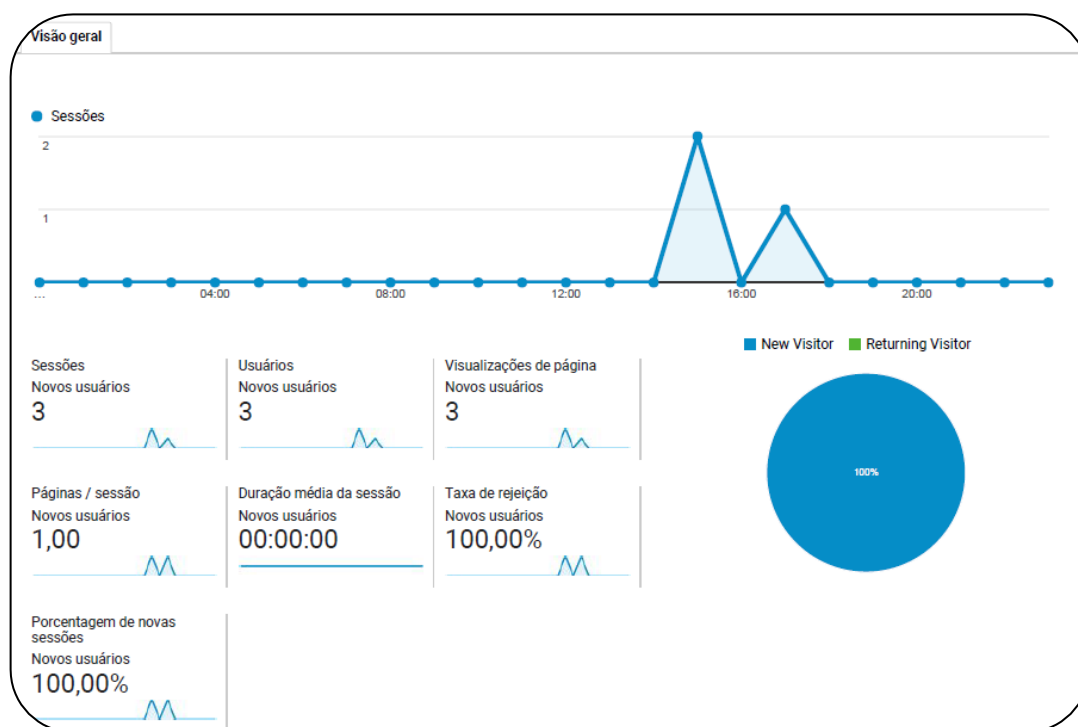 Visão geral
Sessões
2
1
...
04:00
08:00
12:00
16:00
20:00
New Visitor
Returning Visitor
Sessões
Novos usuários
3
Usuários
Novos usuários
3
Visualizações de página
Novos usuários
3
100%
Páginas / sessão
Novos usuários
1,00
Duração média da sessão
Novos usuários
00:00:00
Taxa de rejeição
Novos usuários
100,00%
Porcentagem de novas
sessões
Novos usuários
100,00%